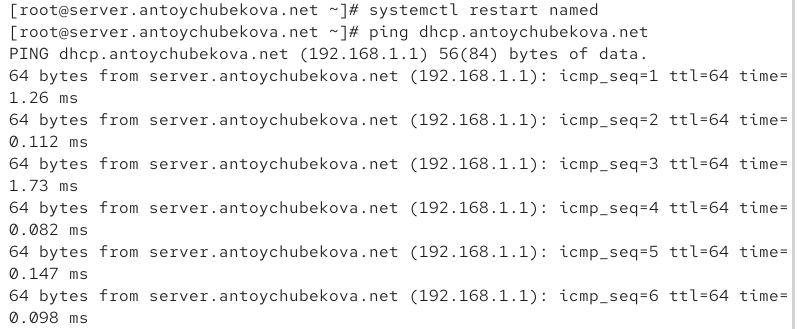 [root@server.antoychubekova.net ~]# systemctl restart named
[root@server.antoychubekova.net ~]# ping dhcp.antoychubekova.net
PING dhcp.antoychubekova.net (192.168.1.1) 56(84) bytes of data.
64 bytes from server.antoychubekova.net (192.168.1.1): icmp_seq=1 ttl=64 time=
1.26 ms
64 bytes from server.antoychubekova.net (192.168.1.1): icmp_seq=2 ttl=64 time=
0.112 ms
64 bytes from server.antoychubekova.net (192.168.1.1): icmp_seq=3 ttl=64 time=
1.73 ms
64 bytes from server.antoychubekova.net (192.168.1.1): icmp_seq=4 ttl=64 time=
0.082 ms
64 bytes from server.antoychubekova.net (192.168.1.1): icmp_seq=5 ttl=64 time=
0.147 ms
64 bytes from server.antoychubekova.net (192.168.1.1): icmp_seq=6 ttl=64 time=
0.098 ms